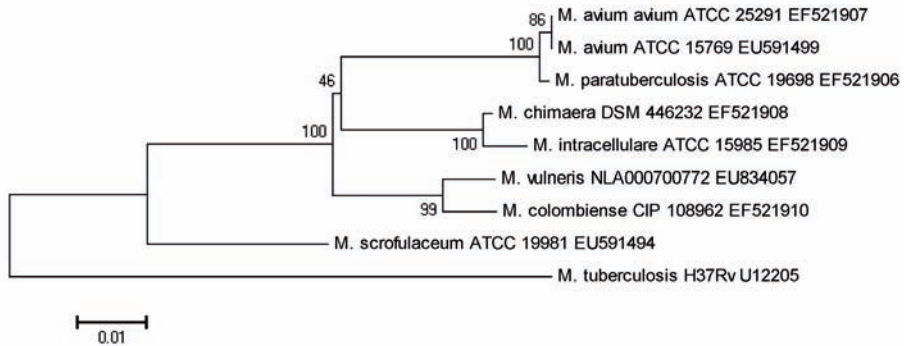 M. avium avium ATCC 25291 EF521907
86
M. avium ATCC 15769 EU591499
100
M. paratuberculosis ATCC 19698 EF521906
46
M. chimaera DSM 446232 EF521908
100
100
M. intracellulare ATCC 15985 EF521909
M. vulneris NLA000700772 EU834057
99
M. colombiense CIP 108962 EF521910
M. scrofulaceum ATCC 19981 EU591494
M. tuberculosis H37Rv U12205
0.01